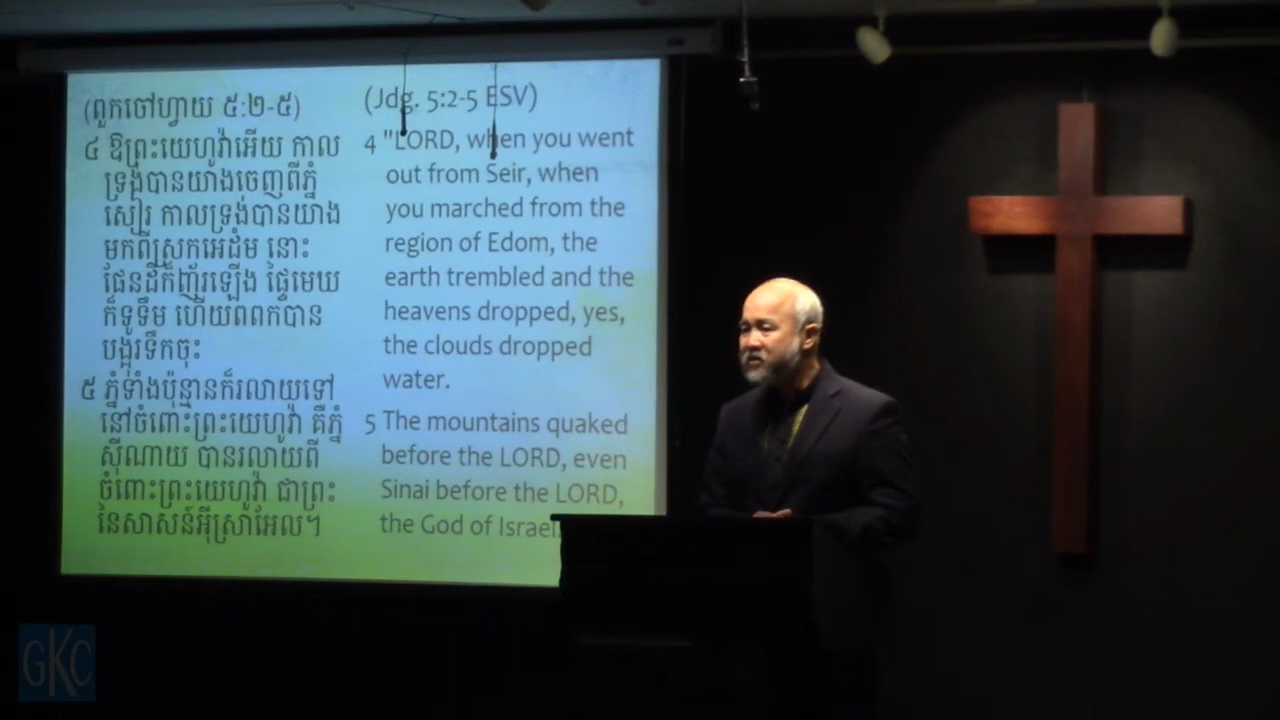 (ពួកចៅហ្វាយ ៥:២-៥)
៤ ឱព្រះយេហូវ៉ាអើយ កាល
ទ្រង់បានយាងចេញពីភ្នំ
សៀរ កាលទ្រង់បានយាង
មកពីស្រុកអេដំម នោះ
ផែនដីក៏ញ័រឡើង ផ្ទៃមេឃ
ក៏ទូទឹម ហើយពពកបាន
បង្អុរទឹកចុះ
៥ ភ្នំទាំងប៉ុន្មានក៏រលាយទៅ
នៅចំពោះព្រះយេហូវ៉ា គឺភ្នំ
ស៊ីណាយ បានរលាយពី
ចំពោះព្រះយេហូវ៉ា ជាព្រះ
នៃសាសន៍អ៊ីស្រាអែល។
(Jdg. 5:2-5 ESV)
4 "LORD, when you went
out from Seir, when
you marched from the
region of Edom, the
earth trembled and the
heavens dropped, yes,
the clouds dropped
water.
5 The mountains quaked
before the LORD, even
Sinai before the LORD,
the God of Israel.
GKC